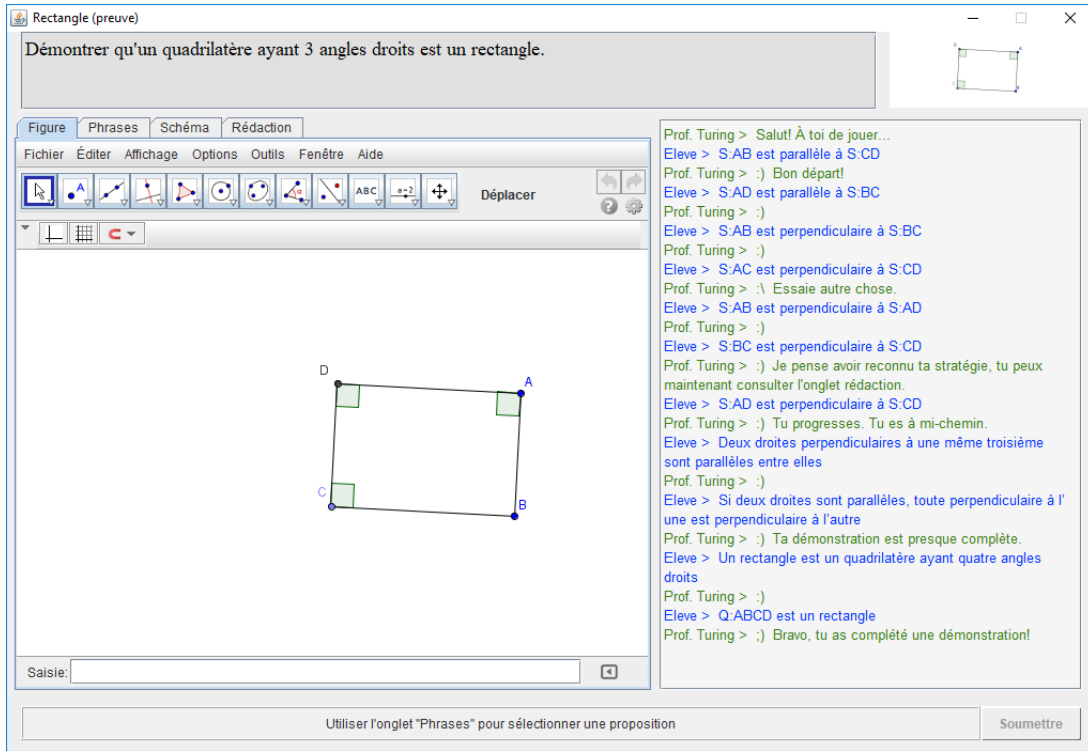 Rectangle (preuve)
Démontrer qu'un quadrilatère ayant 3 angles droits est un rectangle.
Figure Phrases Schéma Rédaction
Fichier Éditer Affichage Options Outils Fenêtre Aide
A α ABC a=2 Déplacer
D
A
C
B
Saisie:
Prof. Turing > Salut! À toi de jouer...
Eleve > S:AB est parallèle à S:CD
Prof. Turing > :) Bon départ!
Eleve > S:AD est parallèle à S:BC
Prof. Turing > :)
Eleve > S:AB est perpendiculaire à S:BC
Prof. Turing > :)
Eleve > S:AC est perpendiculaire à S:CD
Prof. Turing > :\ Essaie autre chose.
Eleve > S:AB est perpendiculaire à S:AD
Prof. Turing > :)
Eleve > S:BC est perpendiculaire à S:CD
Prof. Turing > :) Je pense avoir reconnu ta stratégie, tu peux
maintenant consulter l'onglet rédaction.
Eleve > S:AD est perpendiculaire à S:CD
Prof. Turing > :) Tu progresses. Tu es à mi-chemin.
Eleve > Deux droites perpendiculaires à une même troisième
sont parallèles entre elles
Prof. Turing > :)
Eleve > Si deux droites sont parallèles, toute perpendiculaire à l'
une est perpendiculaire à l'autre
Prof. Turing > :) Ta démonstration est presque complète.
Eleve > Un rectangle est un quadrilatère ayant quatre angles
droits
Prof. Turing > :)
Eleve > Q:ABCD est un rectangle
Prof. Turing > ;) Bravo, tu as complété une démonstration!
Utiliser l'onglet "Phrases" pour sélectionner une proposition
Soumettre